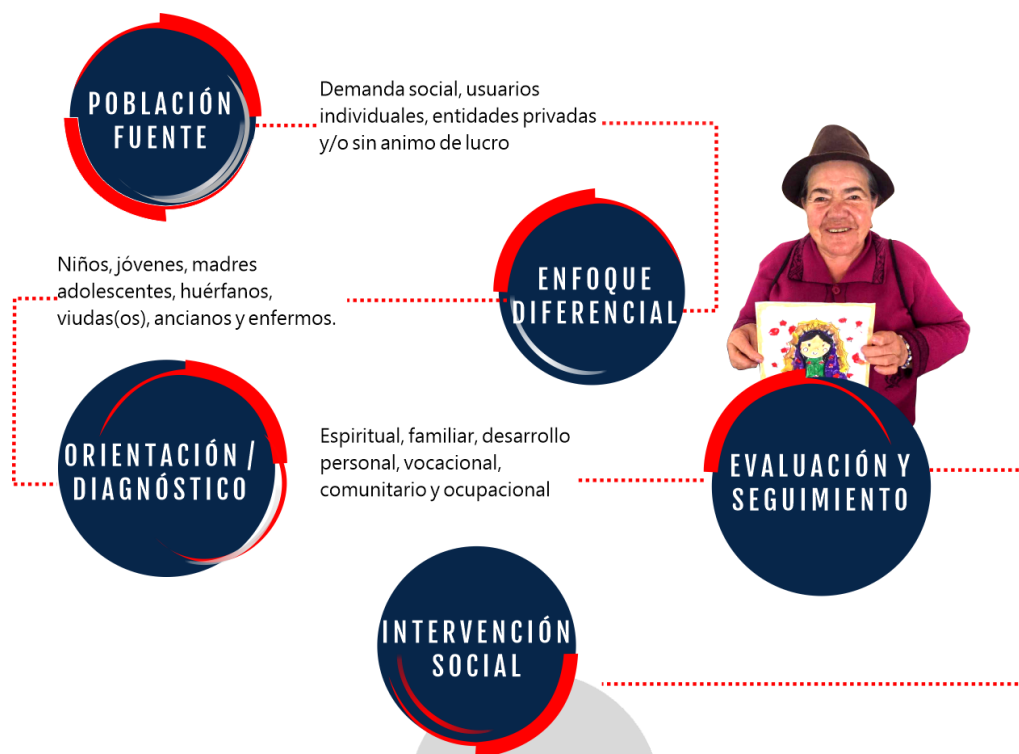 POBLACIÓN
FUENTE
Demanda social, usuarios
individuales, entidades privadas
y/o sin animo de lucro
ENFOQUE
DIFERENCIAL
Niños, jóvenes, madres
adolescentes, huérfanos,
viudas(os), ancianos y enfermos.
ORIENTACIÓN /
DIAGNÓSTICO
Espiritual, familiar, desarrollo
personal, vocacional,
comunitario y ocupacional
EVALUACIÓN Y
SEGUIMIENTO
INTERVENCIÓN
SOCIAL